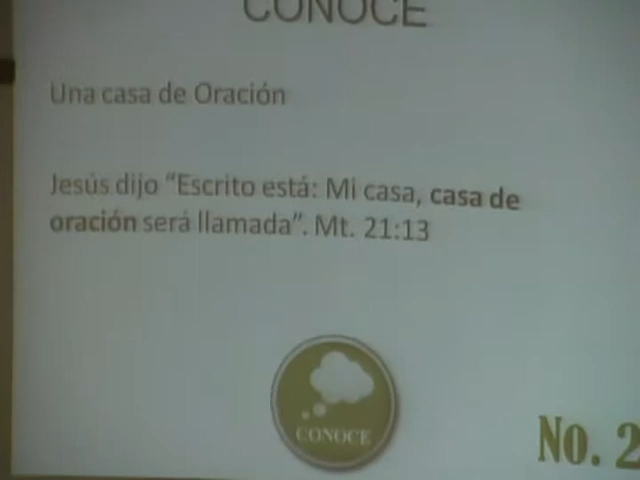 CONOCE
Una casa de Oración
Jesús dijo “Escrito está: Mi casa, casa de
oración será llamada”. Mt. 21:13
CONOCE
No. 2